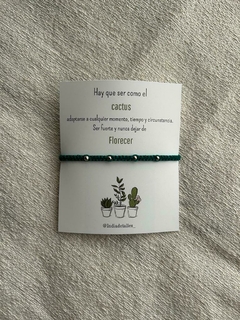 Hay que ser como el
cactus
adaptarse a cualquier momento, tiempo y circunstancia.
Ser fuerte y nunca dejar de
Florecer